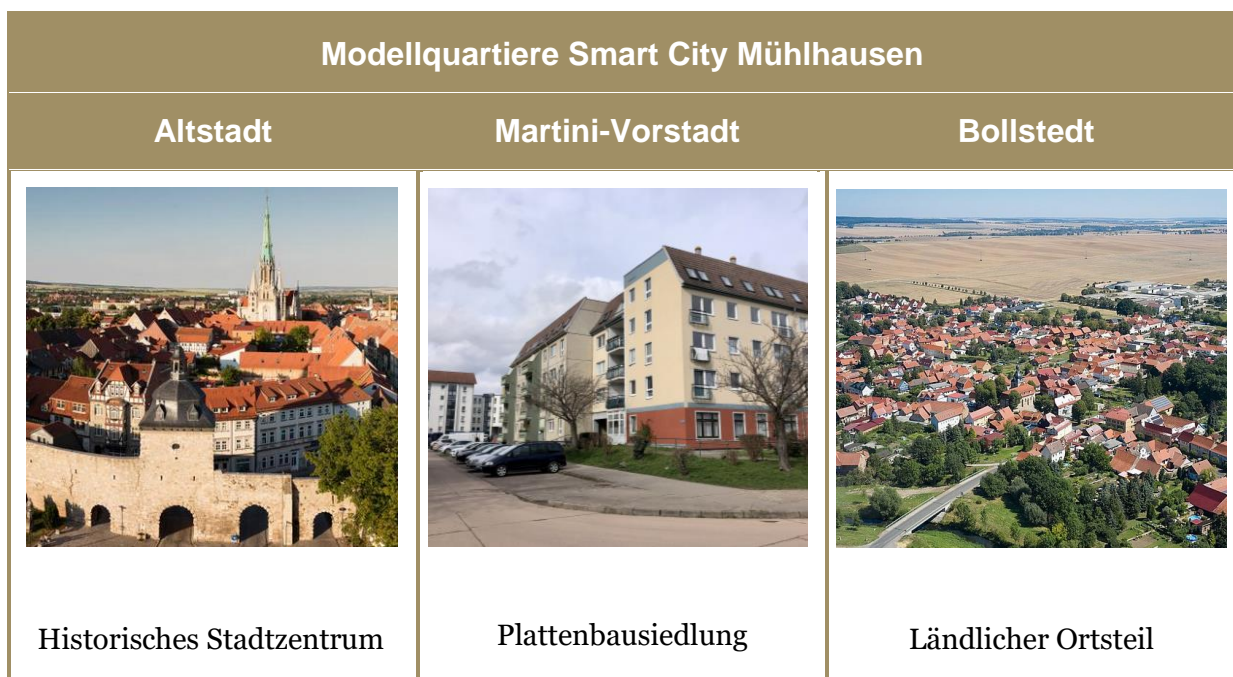 Modellquartiere Smart City Mühlhausen
Altstadt
Martini-Vorstadt
Bollstedt
Historisches Stadtzentrum
Plattenbausiedlung
Ländlicher Ortsteil